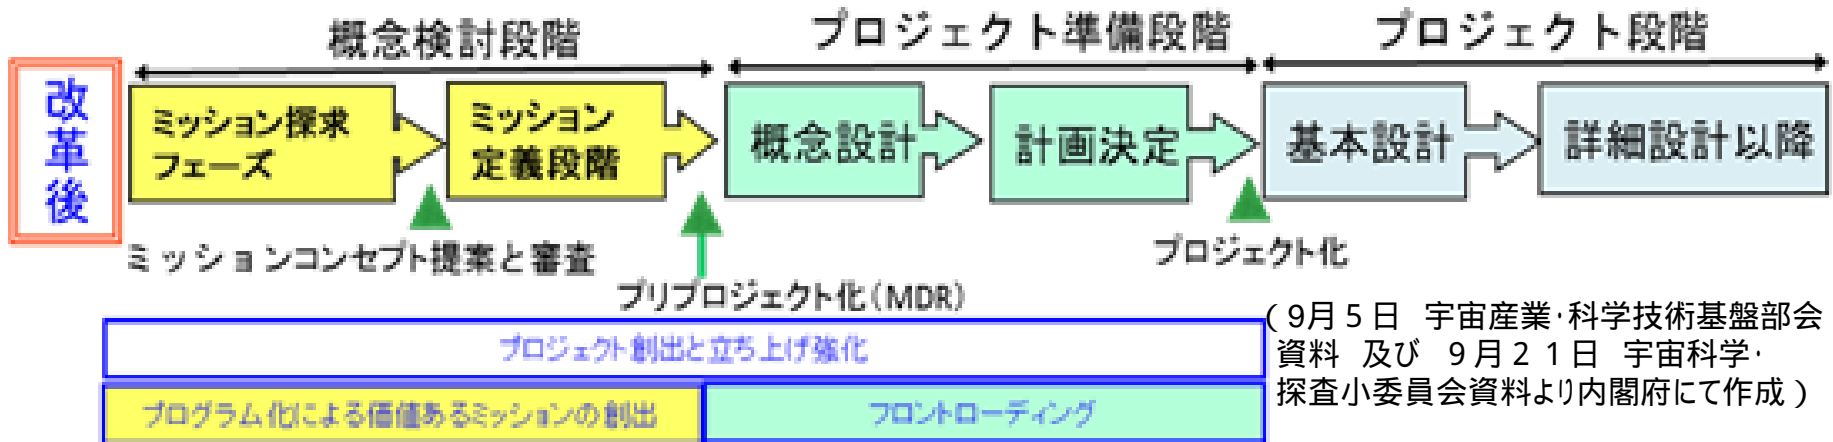 概念検討段階
プロジェクト準備段階
プロジェクト段階
改革後
ミッション探求
フェーズ
ミッション
定義段階
概念設計
計画決定
基本設計
詳細設計以降
ミッションコンセプト提案と審査
プリプロジェクト化(MDR)
プロジェクト化
プロジェクト創出と立ち上げ強化
プログラム化による価値あるミッションの創出
フロントローディング
(9月5日 宇宙産業・科学技術基盤部会
資料 及び 9月21日 宇宙科学・
探査小委員会資料より内閣府にて作成)